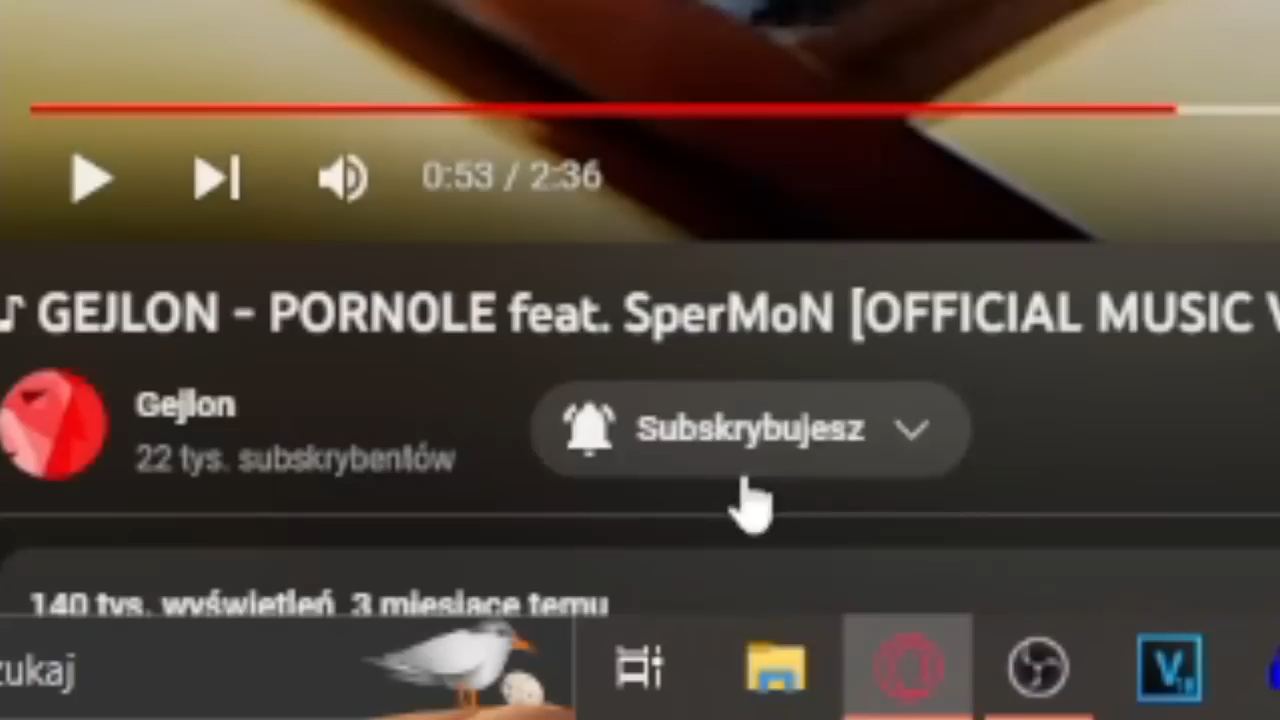 0:53 / 2:36
GEJLON - PORN0LE feat. SperMoN [OFFICIAL MUSIC
Gejlon
22 tys. subskrybentów
Subskrybujesz
140 tys. wyświetleń 3 miesiące temu
zukaj
V